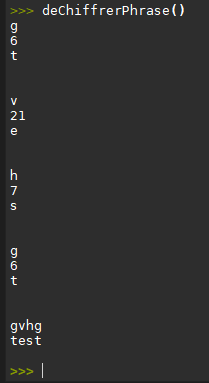 >>> deChiffrerPhrase()
g
6
t
v
21
e
h
7
s
g
6
t
gvhg
test
>>>